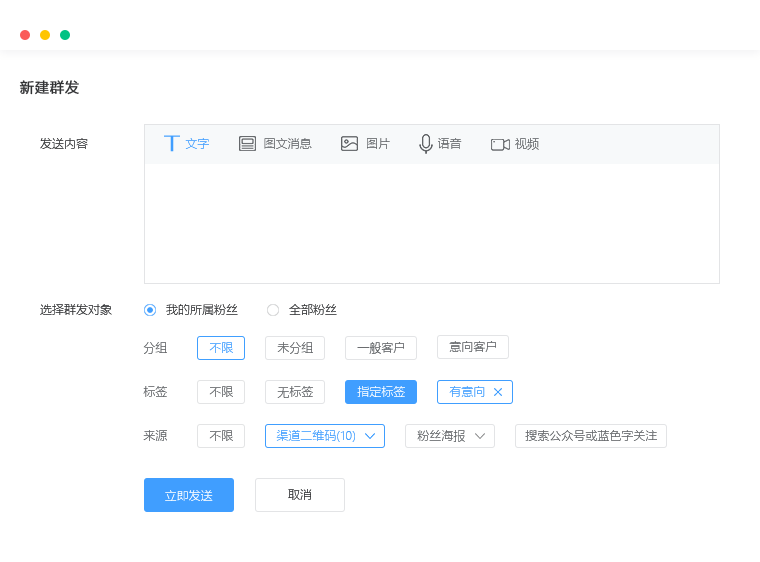 新建群发
发送内容 文字 图文消息 图片 语音 视频
选择群发对象 我的所属粉丝 全部粉丝
分组 不限 未分组 一般客户 意向客户
标签 不限 无标签 指定标签 有意向 ×
来源 不限 渠道二维码(10) 粉丝海报 搜索公众号或蓝色字关注
立即发送 取消